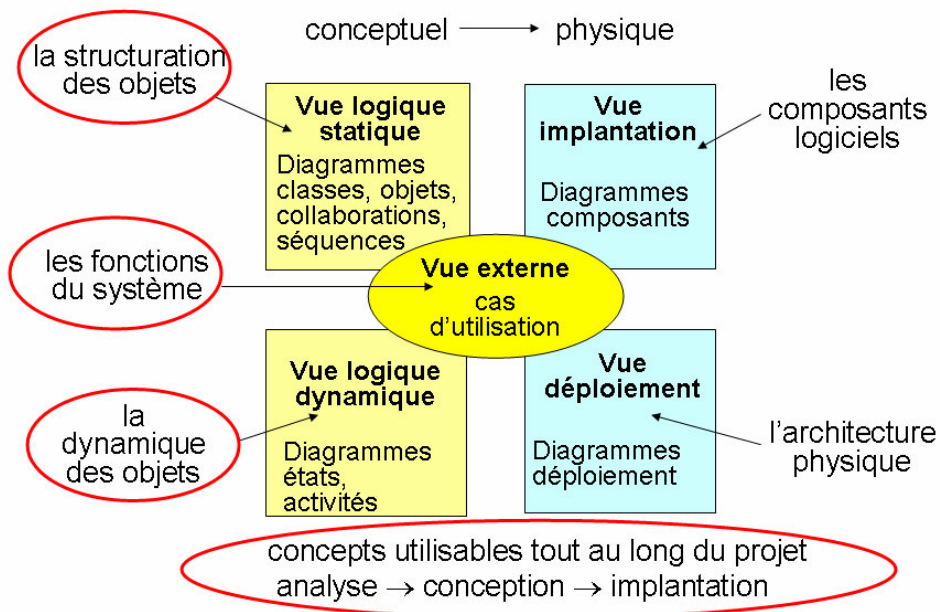 conceptuel → physique
la structuration
des objets
Vue logique
statique
Diagrammes
classes, objets,
collaborations,
séquences
Vue
implantation
Diagrammes
composants
les
composants
logiciels
les fonctions
du système
Vue externe
cas
d'utilisation
la
dynamique
des objets
Vue logique
dynamique
Diagrammes
états,
activités
Vue
déploiement
Diagrammes
déploiement
l'architecture
physique
concepts utilisables tout au long du projet
analyse → conception → implantation